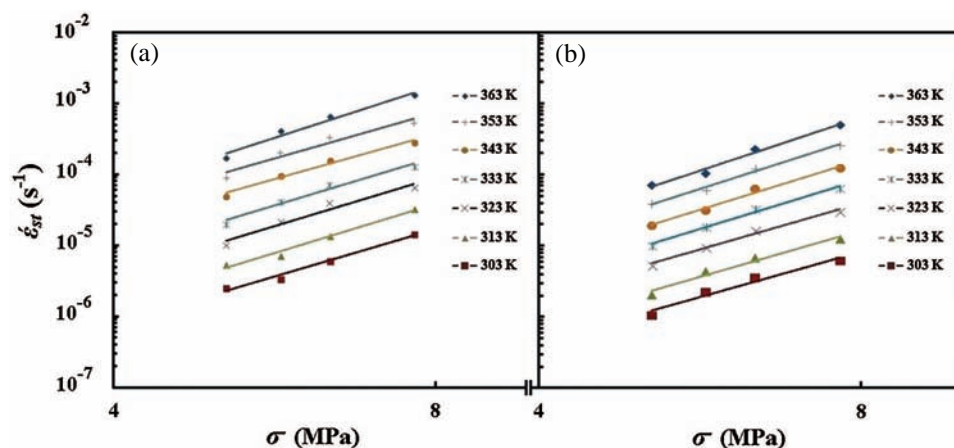 10⁻²
10⁻³
10⁻⁴
10⁻⁵
10⁻⁶
10⁻⁷
έst (s⁻¹)
(a)
363 K
353 K
343 K
333 K
323 K
313 K
303 K
4
8
σ (MPa)
(b)
363 K
353 K
343 K
333 K
323 K
313 K
303 K
4
8
σ (MPa)